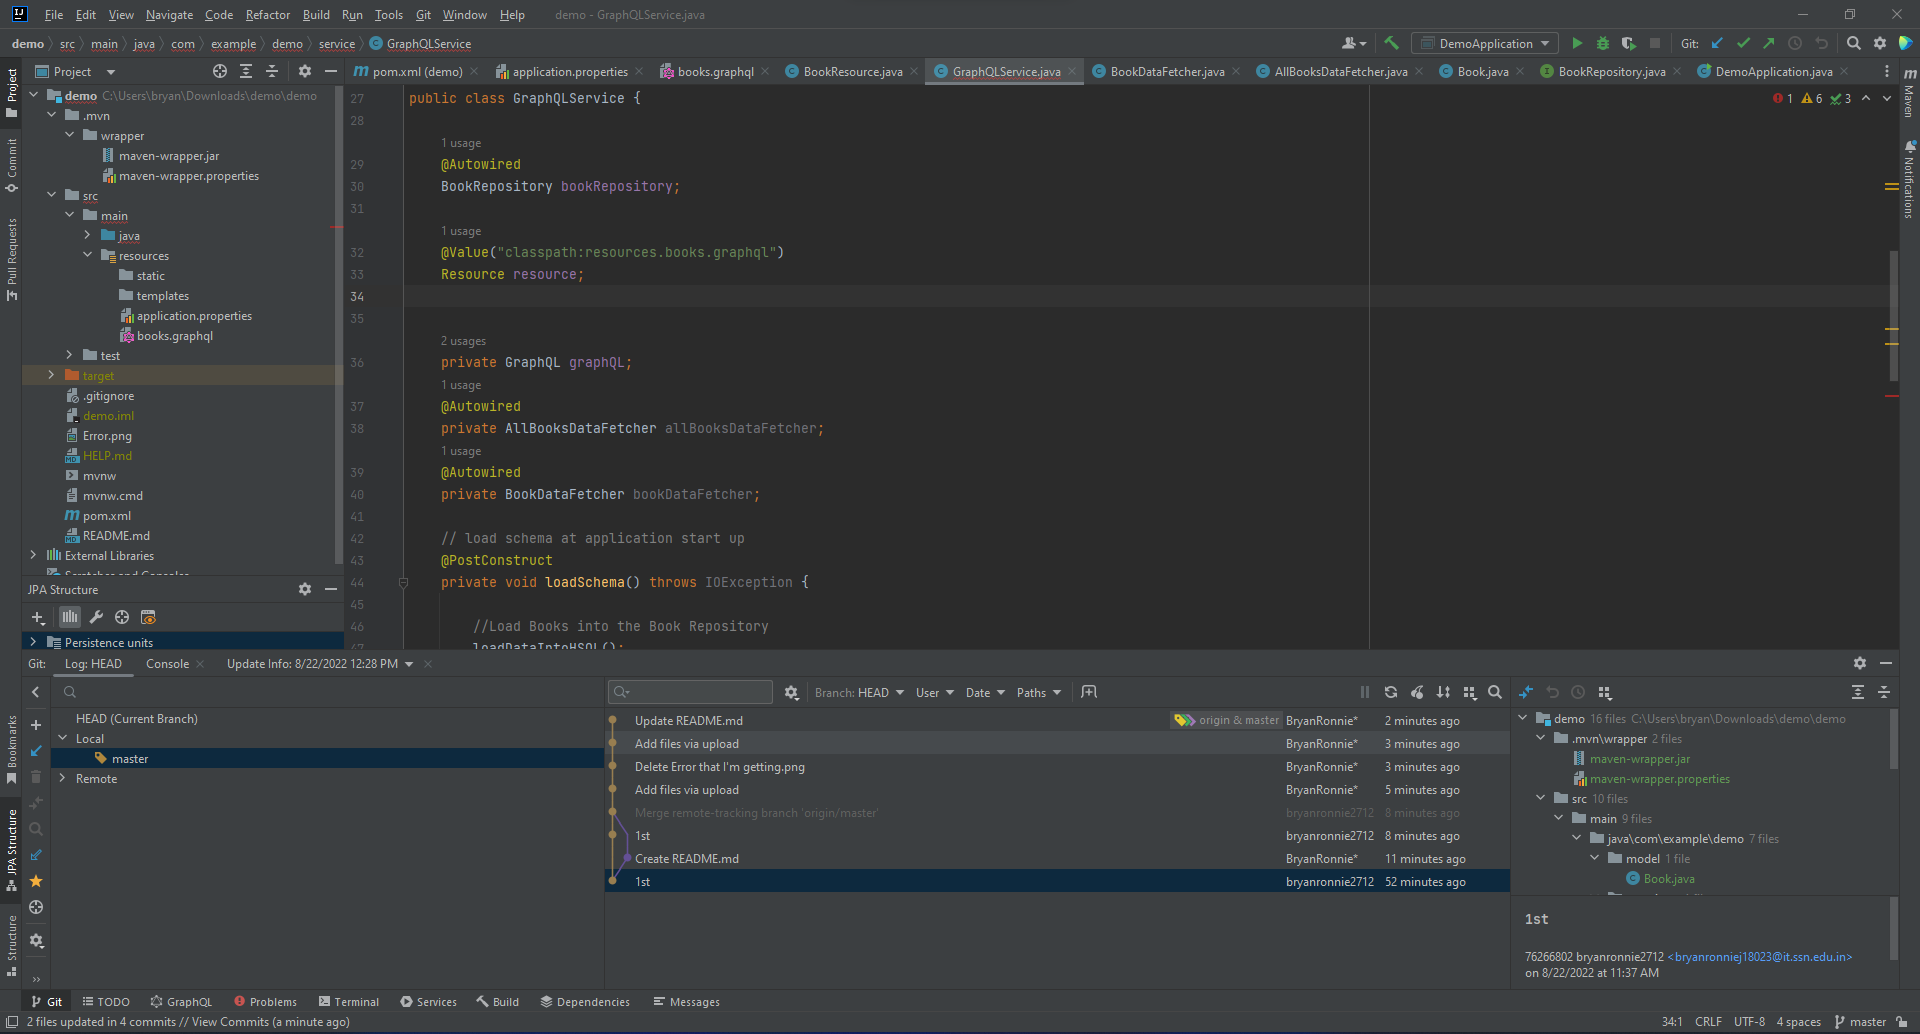 File Edit View Navigate Code Refactor Build Run Tools Git Window Help demo - GraphQLService.java
demo src main java com example demo service GraphQLService
DemoApplication Git:
Project
pom.xml (demo) application.properties books.graphql BookResource.java GraphQLService.java BookDataFetcher.java AllBooksDataFetcher.java Book.java BookRepository.java DemoApplication.java
Project
Commit
Pull Requests
Bookmarks
JPA Structure
Structure
Maven
Notifications
demo C:\Users\bryan\Downloads\demo\demo
.mvn
wrapper
maven-wrapper.jar
maven-wrapper.properties
src
main
java
resources
static
templates
application.properties
books.graphql
test
target
.gitignore
demo.iml
Error.png
HELP.md
mvnw
mvnw.cmd
pom.xml
README.md
External Libraries
JPA Structure
Persistence units
1 6 3
27 public class GraphQLService {
28
1 usage
29 @Autowired
30 BookRepository bookRepository;
31
1 usage
32 @Value("classpath:resources.books.graphql")
33 Resource resource;
34
35
2 usages
36 private GraphQL graphQL;
1 usage
37 @Autowired
38 private AllBooksDataFetcher allBooksDataFetcher;
1 usage
39 @Autowired
40 private BookDataFetcher bookDataFetcher;
41
42 // load schema at application start up
43 @PostConstruct
44 private void loadSchema() throws IOException {
45
46 //Load Books into the Book Repository
47 loadDataIntoHSQL();
Git: Log: HEAD Console Update Info: 8/22/2022 12:28 PM
HEAD (Current Branch)
Local
master
Remote
Branch: HEAD User Date Paths
Update README.md origin & master BryanRonnie* 2 minutes ago
Add files via upload BryanRonnie* 3 minutes ago
Delete Error that I'm getting.png BryanRonnie* 3 minutes ago
Add files via upload BryanRonnie* 5 minutes ago
Merge remote-tracking branch 'origin/master' bryanronnie2712 8 minutes ago
1st bryanronnie2712 8 minutes ago
Create README.md BryanRonnie* 11 minutes ago
1st bryanronnie2712 52 minutes ago
demo 16 files C:\Users\bryan\Downloads\demo\demo
.mvn\wrapper 2 files
maven-wrapper.jar
maven-wrapper.properties
src 10 files
main 9 files
java\com\example\demo 7 files
model 1 file
Book.java
1st
76266802 bryanronnie2712 <bryanronniej18023@it.ssn.edu.in>
on 8/22/2022 at 11:37 AM
Git TODO GraphQL Problems Terminal Services Build Dependencies Messages
2 files updated in 4 commits // View Commits (a minute ago)
34:1 CRLF UTF-8 4 spaces master